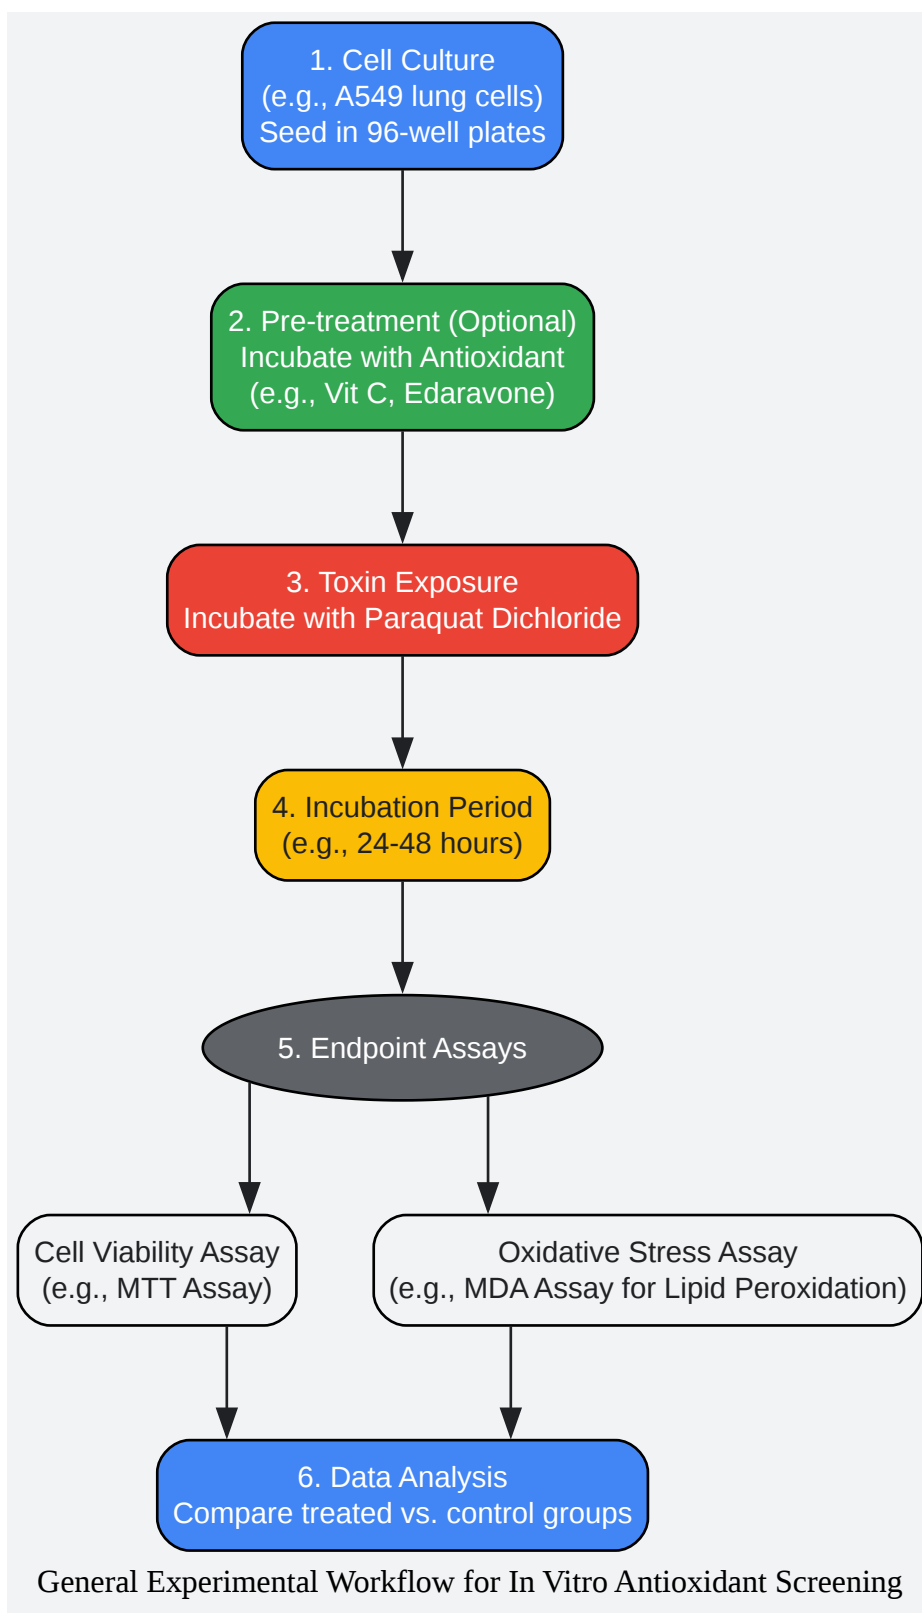 1. Cell Culture
(e.g., A549 lung cells)
Seed in 96-well plates
2. Pre-treatment (Optional)
Incubate with Antioxidant
(e.g., Vit C, Edaravone)
3. Toxin Exposure
Incubate with Paraquat Dichloride
4. Incubation Period
(e.g., 24-48 hours)
5. Endpoint Assays
Cell Viability Assay
(e.g., MTT Assay)
Oxidative Stress Assay
(e.g., MDA Assay for Lipid Peroxidation)
6. Data Analysis
Compare treated vs. control groups
General Experimental Workflow for In Vitro Antioxidant Screening